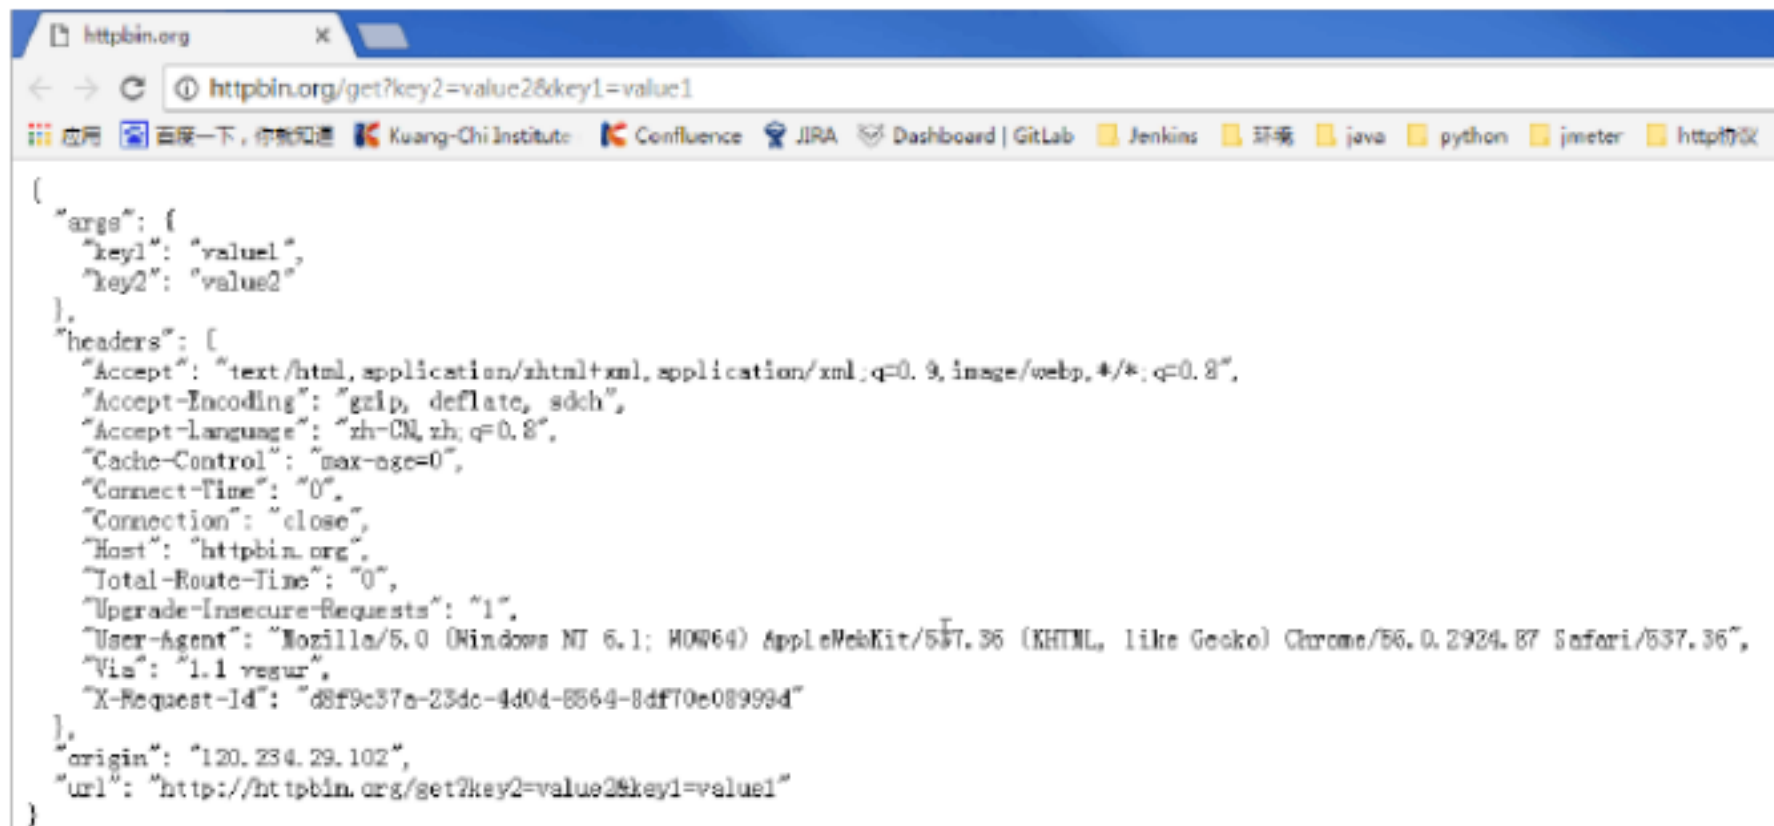 httpbin.org
httpbin.org/get?key2=value2&key1=value1
应用 百度一下，你就知道 Kuang-Chi Institute Confluence JIRA Dashboard | GitLab Jenkins 环境 java python jmeter http协议
{
"args": {
"key1": "value1",
"key2": "value2"
},
"headers": {
"Accept": "text/html,application/xhtml+xml,application/xml;q=0.9,image/webp,*/*;q=0.8",
"Accept-Encoding": "gzip, deflate, sdch",
"Accept-Language": "zh-CN,zh;q=0.8",
"Cache-Control": "max-age=0",
"Connect-Time": "0",
"Connection": "close",
"Host": "httpbin.org",
"Total-Route-Time": "0",
"Upgrade-Insecure-Requests": "1",
"User-Agent": "Mozilla/5.0 (Windows NT 6.1; WOW64) AppleWebKit/537.36 (KHTML, like Gecko) Chrome/56.0.2924.87 Safari/537.36",
"Via": "1.1 vegur",
"X-Request-Id": "d8f9c37a-23dc-4d0d-8564-8df70e08999d"
},
"origin": "120.234.29.102",
"url": "http://httpbin.org/get?key2=value2&key1=value1"
}